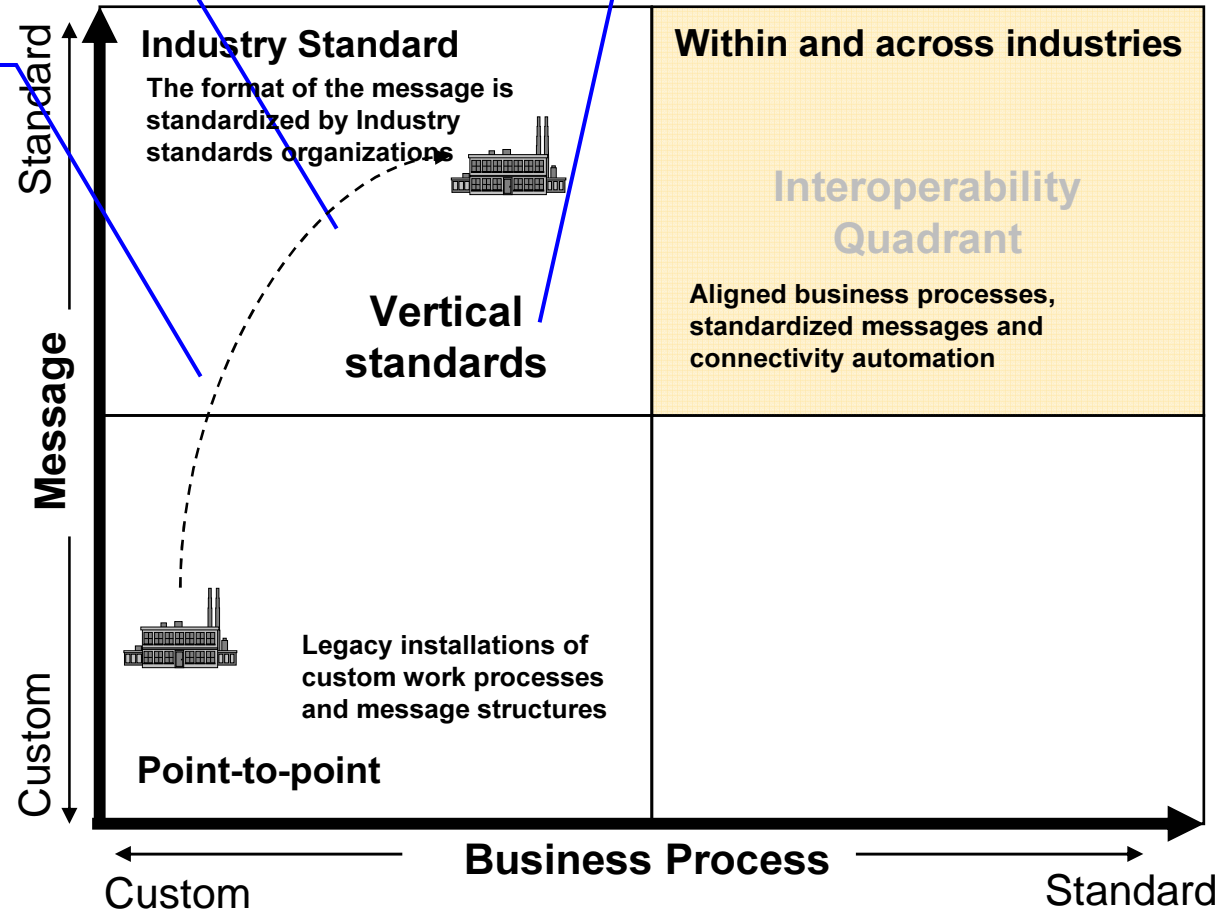 Standard
Industry Standard
The format of the message is
standardized by Industry
standards organizations
Within and across industries
Interoperability
Quadrant
Aligned business processes,
standardized messages and
connectivity automation
Vertical
standards
Message
Legacy installations of
custom work processes
and message structures
Custom
Point-to-point
Business Process
Custom
Standard